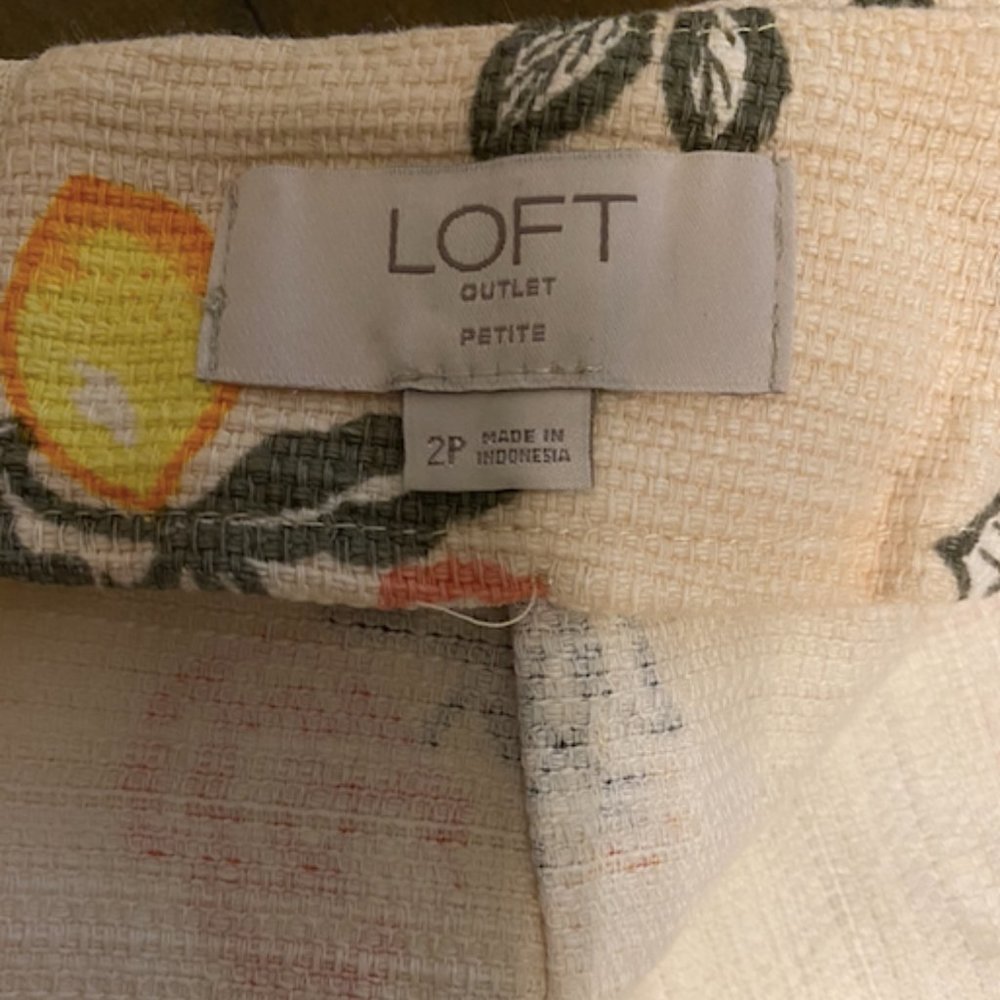 LOFT
OUTLET
PETITE
2P MADE IN
INDONESIA